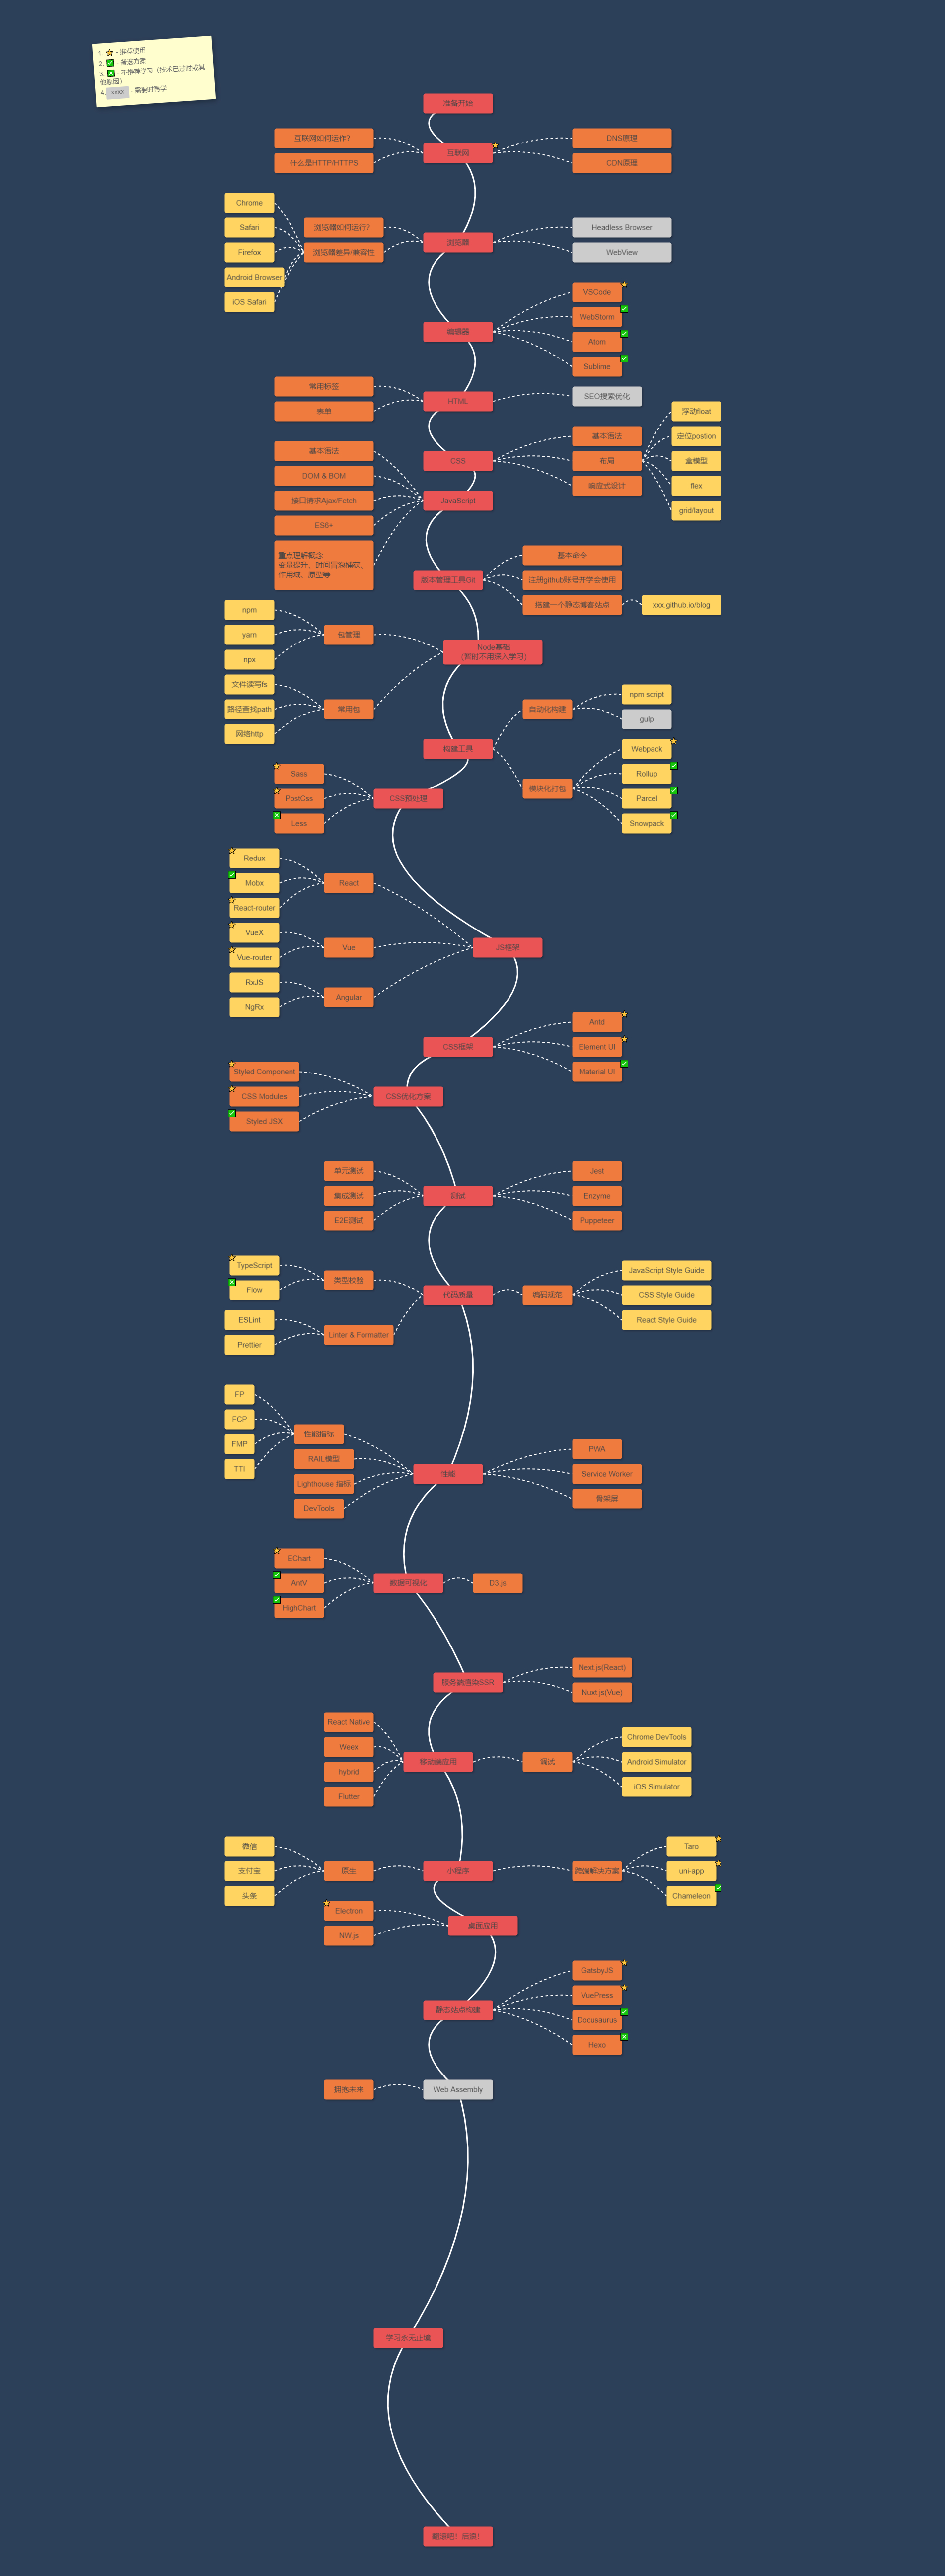 1. - 推荐使用
2. - 备选方案
3. - 不推荐学习（技术已过时或其
他原因）
4. xxxx - 需要时再学
准备开始
互联网如何运作?
什么是HTTP/HTTPS
互联网
DNS原理
CDN原理
Chrome
Safari
Firefox
Android Browser
iOS Safari
浏览器如何运行?
浏览器差异/兼容性
浏览器
Headless Browser
WebView
编辑器
VSCode
WebStorm
Atom
Sublime
常用标签
表单
HTML
SEO搜索优化
CSS
基本语法
布局
响应式设计
浮动float
定位postion
盒模型
flex
grid/layout
基本语法
DOM & BOM
接口请求Ajax/Fetch
ES6+
重点理解概念
变量提升、时间冒泡捕获、
作用域、原型等
JavaScript
版本管理工具Git
基本命令
注册github账号并学会使用
搭建一个静态博客站点
xxx.github.io/blog
npm
yarn
npx
包管理
文件读写fs
路径查找path
网络http
常用包
Node基础
(暂时不用深入学习)
构建工具
自动化构建
npm script
gulp
模块化打包
Webpack
Rollup
Parcel
Snowpack
Sass
PostCss
Less
CSS预处理
Redux
Mobx
React-router
React
VueX
Vue-router
Vue
RxJS
NgRx
Angular
JS框架
CSS框架
Antd
Element UI
Material UI
Styled Component
CSS Modules
Styled JSX
CSS优化方案
单元测试
集成测试
E2E测试
测试
Jest
Enzyme
Puppeteer
TypeScript
Flow
类型校验
ESLint
Prettier
Linter & Formatter
代码质量
编码规范
JavaScript Style Guide
CSS Style Guide
React Style Guide
FP
FCP
FMP
TTI
性能指标
RAIL模型
Lighthouse 指标
DevTools
性能
PWA
Service Worker
骨架屏
EChart
AntV
HighChart
数据可视化
D3.js
服务端渲染SSR
Next.js(React)
Nuxt.js(Vue)
React Native
Weex
hybrid
Flutter
移动端应用
调试
Chrome DevTools
Android Simulator
iOS Simulator
微信
支付宝
头条
原生
小程序
跨端解决方案
Taro
uni-app
Chameleon
Electron
NW.js
桌面应用
静态站点构建
GatsbyJS
VuePress
Docusaurus
Hexo
拥抱未来
Web Assembly
学习永无止境
翻滚吧！后浪！